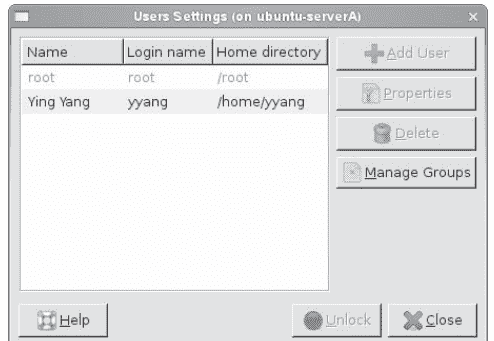 Users Settings (on ubuntu-serverA)
Name Login name Home directory
root root /root
Ying Yang yyang /home/yyang
Add User
Properties
Delete
Manage Groups
Help Unlock Close